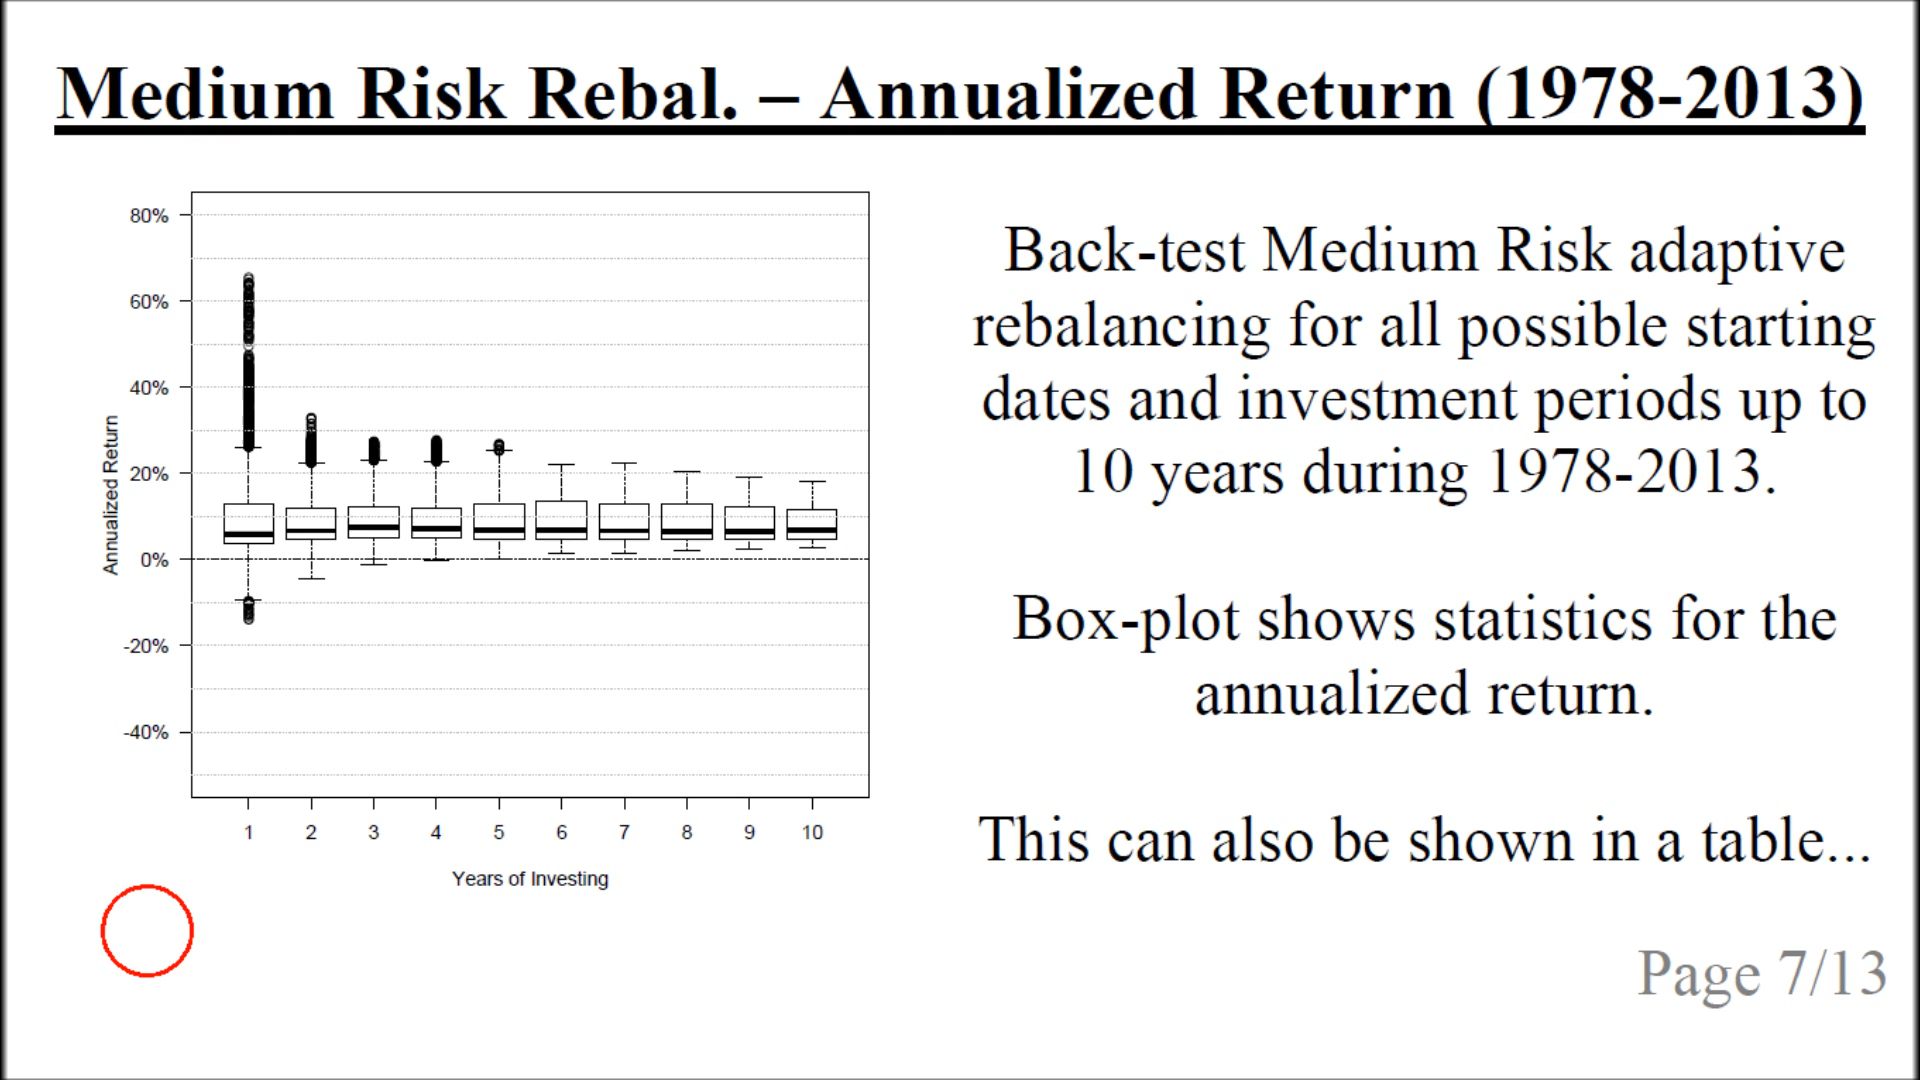 Medium Risk Rebal. – Annualized Return (1978-2013)
80%
60%
40%
20%
0%
-20%
-40%
Annualized Return
1 2 3 4 5 6 7 8 9 10
Years of Investing
Back-test Medium Risk adaptive
rebalancing for all possible starting
dates and investment periods up to
10 years during 1978-2013.
Box-plot shows statistics for the
annualized return.
This can also be shown in a table...
Page 7/13